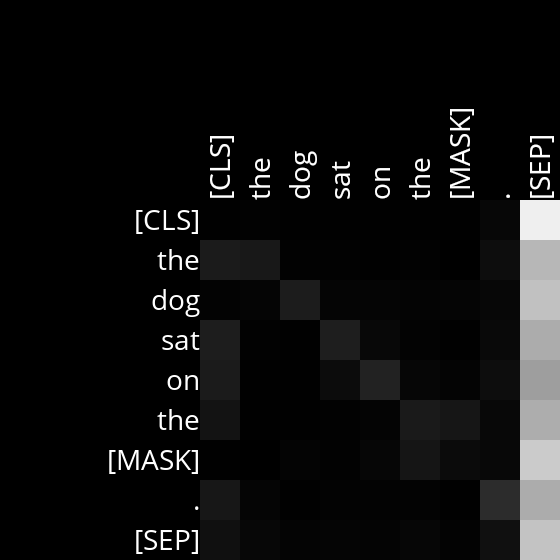 [CLS] the dog sat on the [MASK] . [SEP]
[CLS]
the
dog
sat
on
the
[MASK]
.
[SEP]